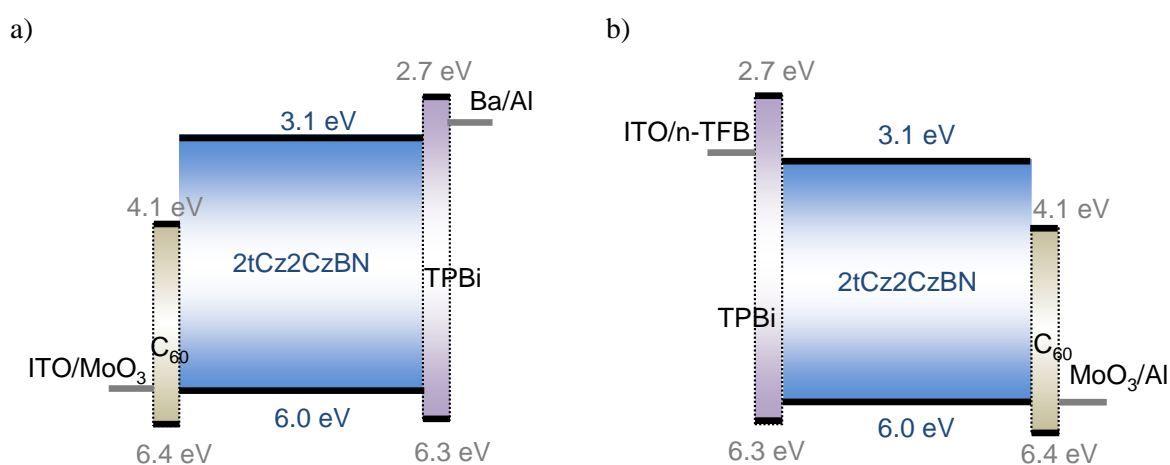 a)
2.7 eV
Ba/Al
3.1 eV
4.1 eV
2tCz2CzBN
TPBi
C₆₀
ITO/MoO₃
6.0 eV
6.4 eV
6.3 eV
b)
2.7 eV
ITO/n-TFB
3.1 eV
4.1 eV
2tCz2CzBN
TPBi
C₆₀
MoO₃/Al
6.0 eV
6.3 eV
6.4 eV